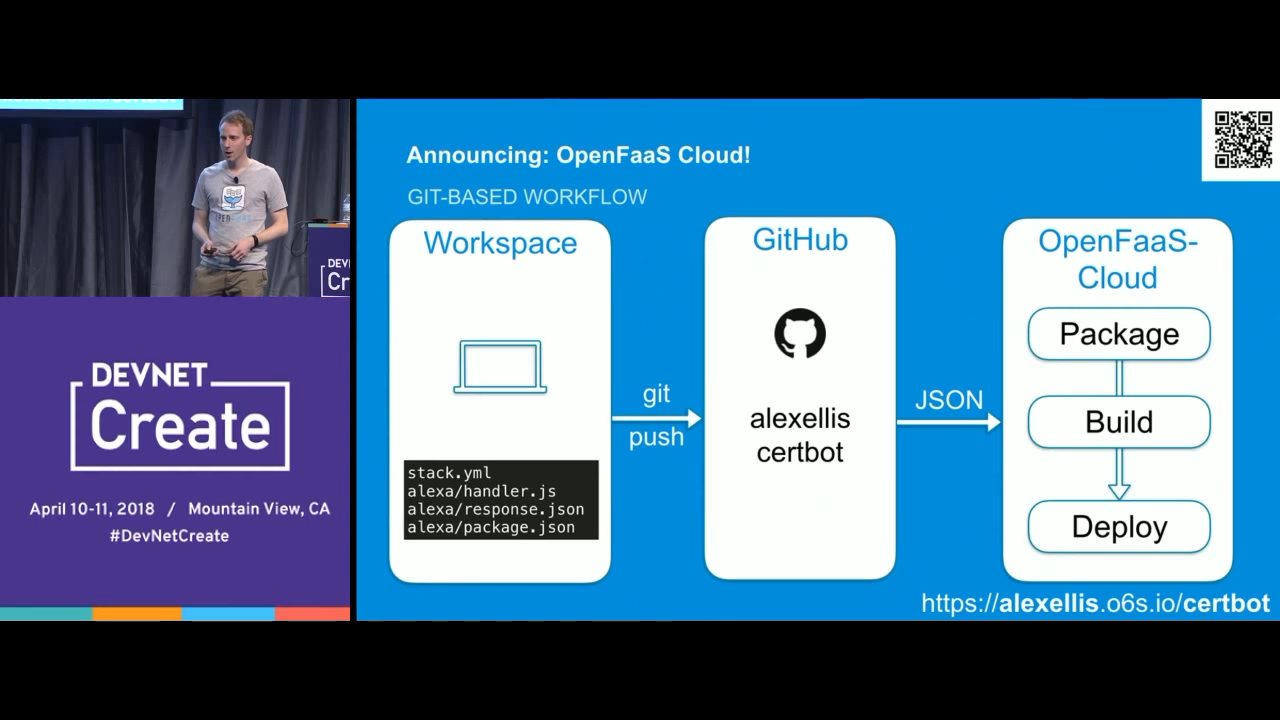 DEVNET
Create
April 10-11, 2018 / Mountain View, CA
#DevNetCreate
Announcing: OpenFaaS Cloud!
GIT-BASED WORKFLOW
Workspace
stack.yml
alexa/handler.js
alexa/response.json
alexa/package.json
git
push
GitHub
alexellis
certbot
JSON
OpenFaaS-
Cloud
Package
Build
Deploy
https://alexellis.o6s.io/certbot